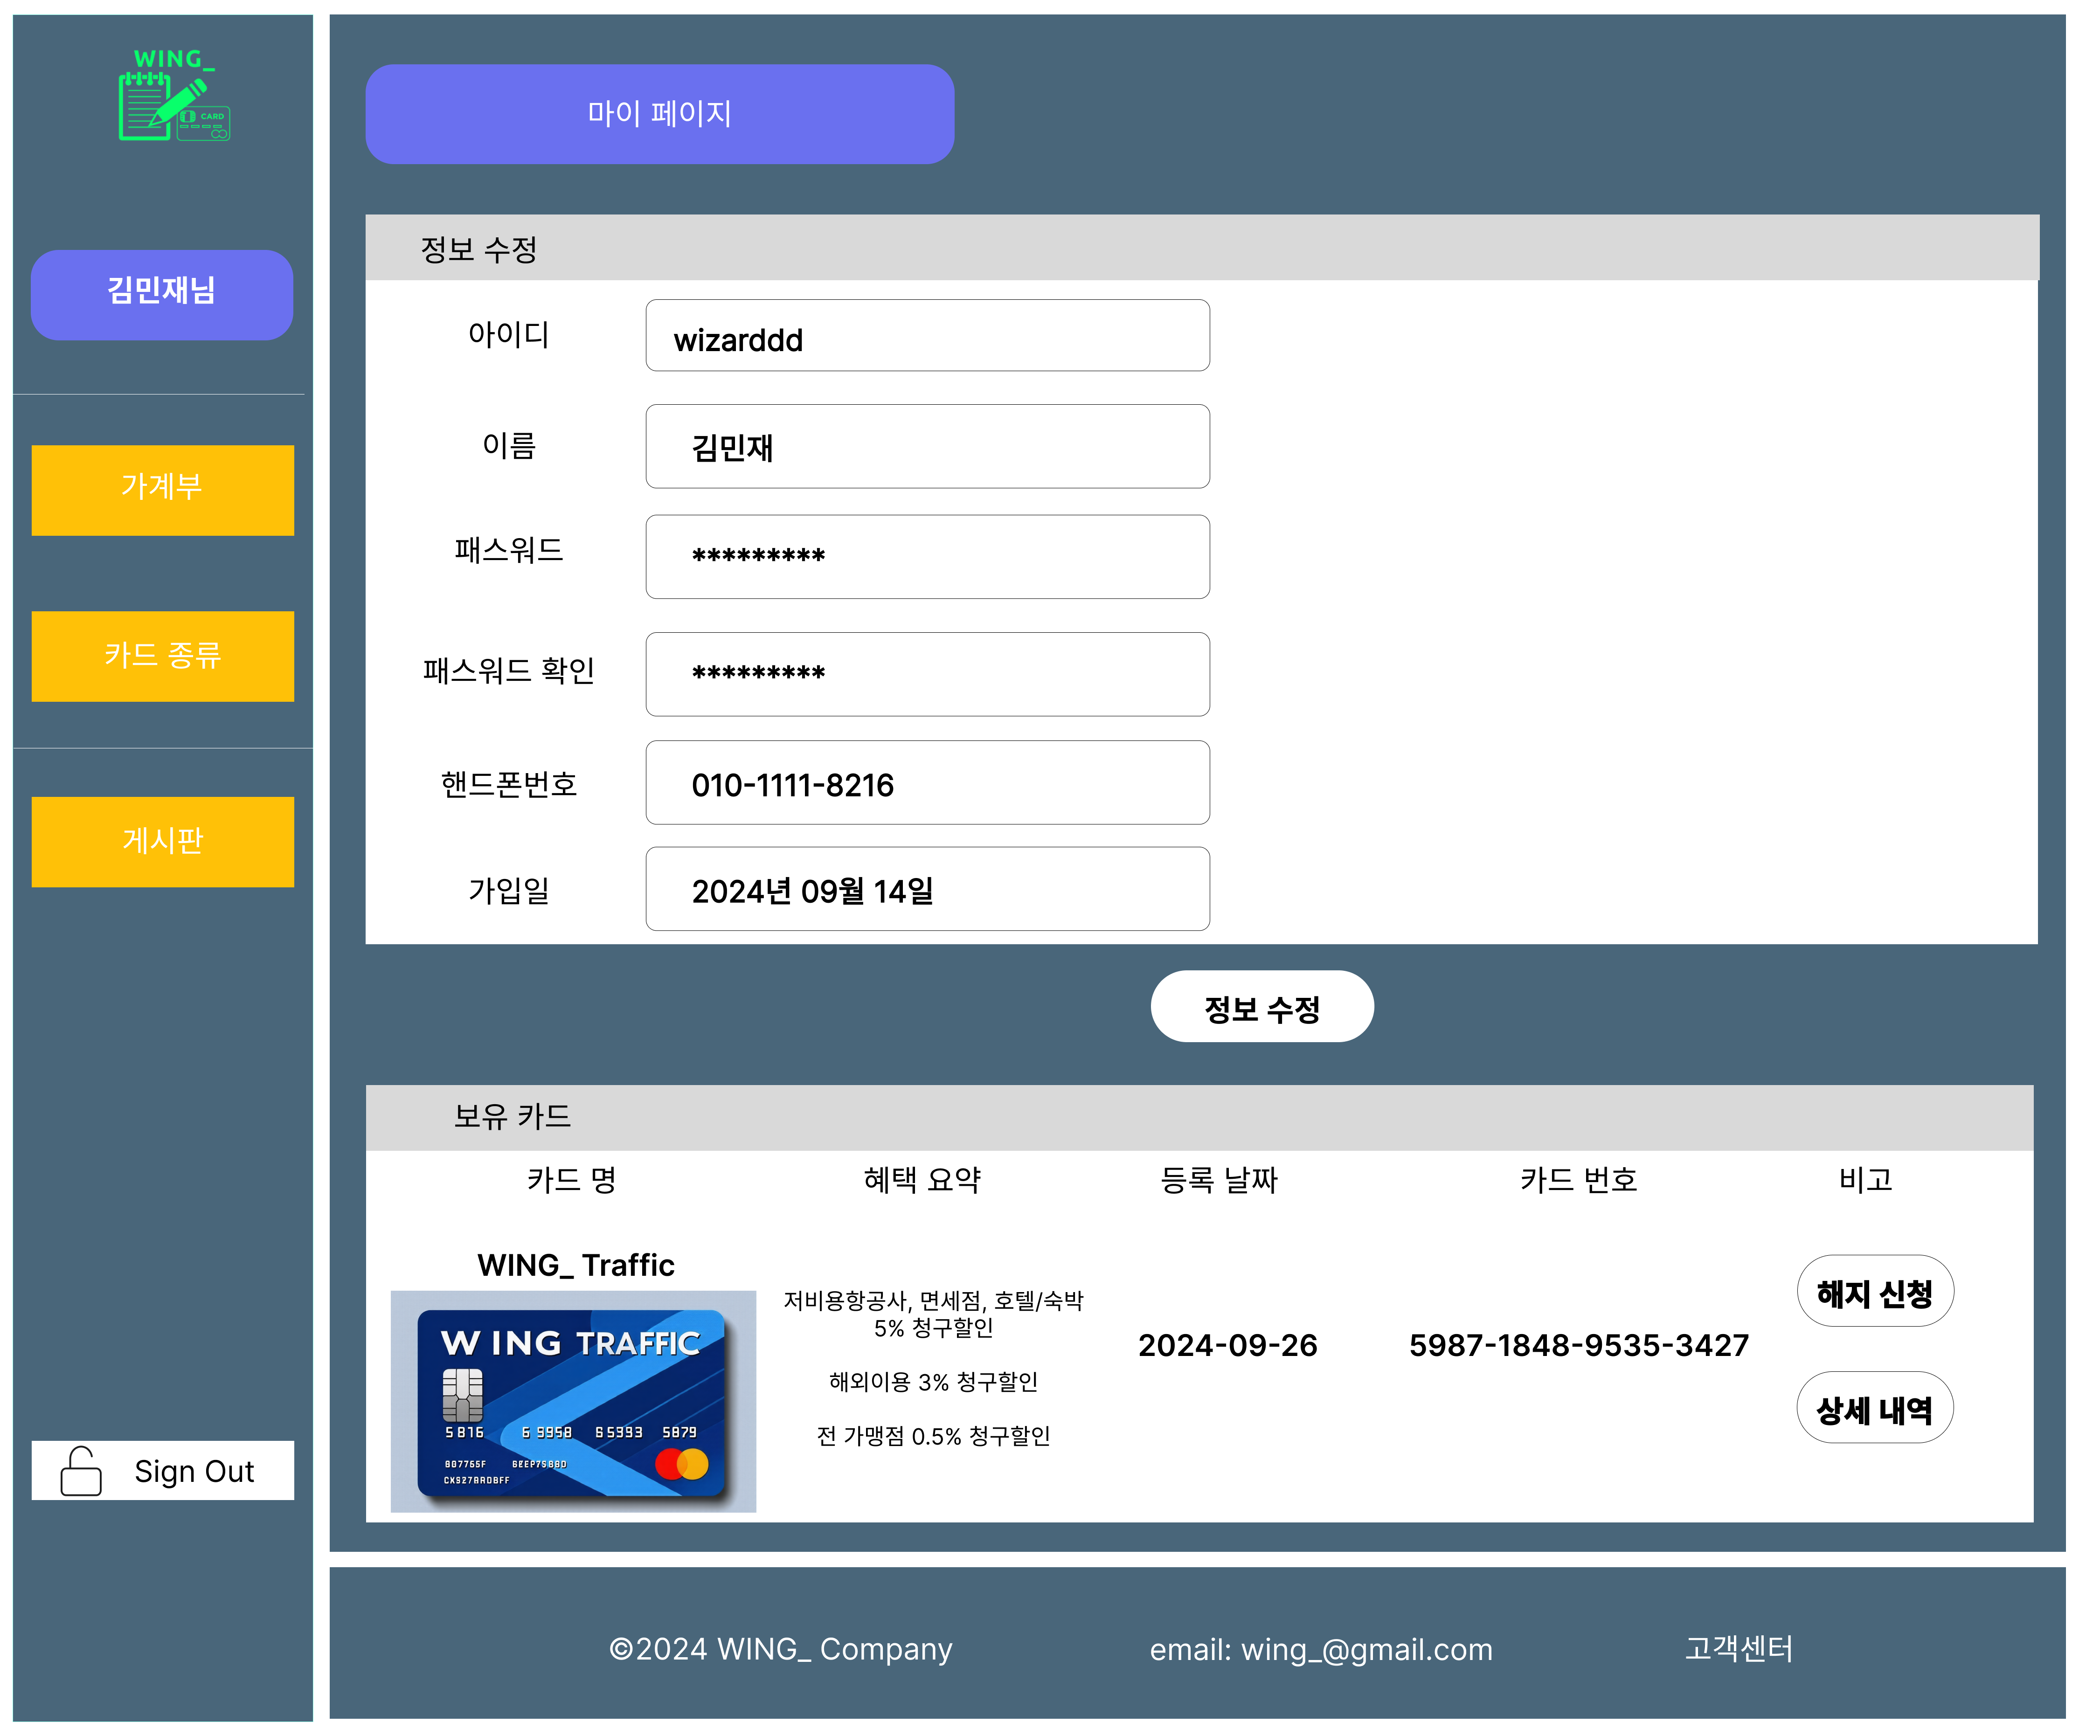 WING_
CARD
김민재님
가계부
카드 종류
게시판
Sign Out
마이 페이지
정보 수정
아이디
wizarddd
이름
김민재
패스워드
*********
패스워드 확인
*********
핸드폰번호
010-1111-8216
가입일
2024년 09월 14일
정보 수정
보유 카드
카드 명 혜택 요약 등록 날짜 카드 번호 비고
WING_ Traffic
W ING TRAFFIC
5816 6 9958 65393 5879
저비용항공사, 면세점, 호텔/숙박
5% 청구할인
해외이용 3% 청구할인
전 가맹점 0.5% 청구할인
2024-09-26
5987-1848-9535-3427
해지 신청
상세 내역
©2024 WING_ Company email: wing_@gmail.com 고객센터